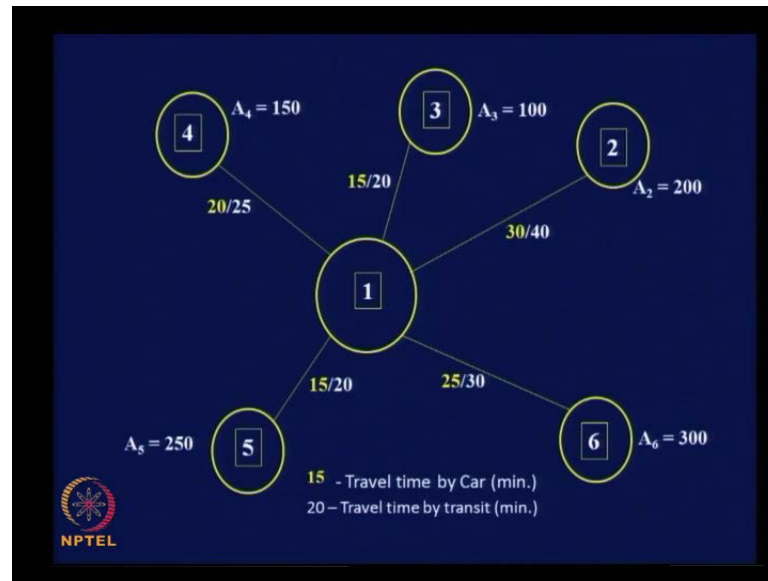 4
A₄ = 150
3
A₃ = 100
2
A₂ = 200
15/20
20/25
30/40
1
15/20
25/30
A₅ = 250
5
6
A₆ = 300
15 - Travel time by Car (min.)
20 – Travel time by transit (min.)
NPTEL